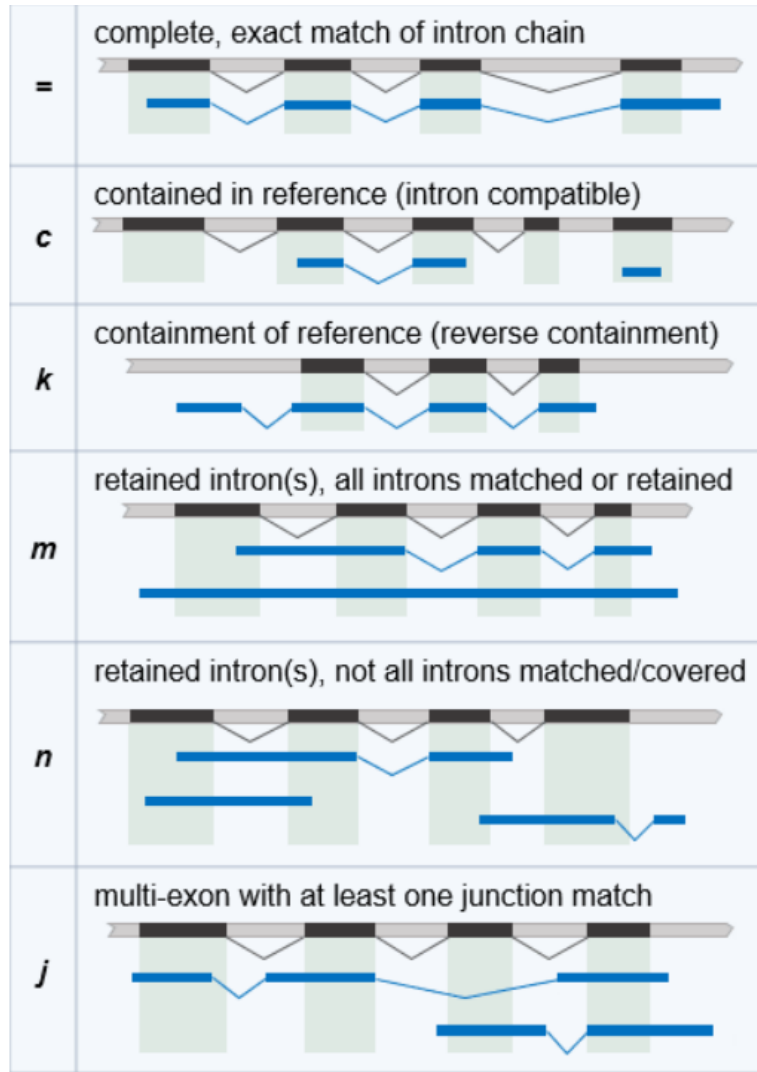 complete, exact match of intron chain
=
contained in reference (intron compatible)
c
containment of reference (reverse containment)
k
retained intron(s), all introns matched or retained
m
retained intron(s), not all introns matched/covered
n
multi-exon with at least one junction match
j